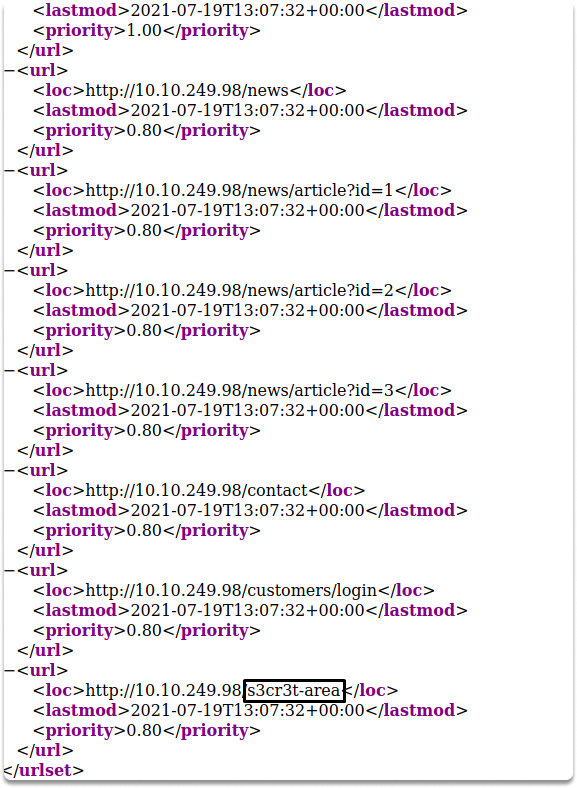 <lastmod>2021-07-19T13:07:32+00:00</lastmod>
<priority>1.00</priority>
</url>
−<url>
<loc>http://10.10.249.98/news</loc>
<lastmod>2021-07-19T13:07:32+00:00</lastmod>
<priority>0.80</priority>
</url>
−<url>
<loc>http://10.10.249.98/news/article?id=1</loc>
<lastmod>2021-07-19T13:07:32+00:00</lastmod>
<priority>0.80</priority>
</url>
−<url>
<loc>http://10.10.249.98/news/article?id=2</loc>
<lastmod>2021-07-19T13:07:32+00:00</lastmod>
<priority>0.80</priority>
</url>
−<url>
<loc>http://10.10.249.98/news/article?id=3</loc>
<lastmod>2021-07-19T13:07:32+00:00</lastmod>
<priority>0.80</priority>
</url>
−<url>
<loc>http://10.10.249.98/contact</loc>
<lastmod>2021-07-19T13:07:32+00:00</lastmod>
<priority>0.80</priority>
</url>
−<url>
<loc>http://10.10.249.98/customers/login</loc>
<lastmod>2021-07-19T13:07:32+00:00</lastmod>
<priority>0.80</priority>
</url>
−<url>
<loc>http://10.10.249.98/s3cr3t-area</loc>
<lastmod>2021-07-19T13:07:32+00:00</lastmod>
<priority>0.80</priority>
</url>
</urlset>